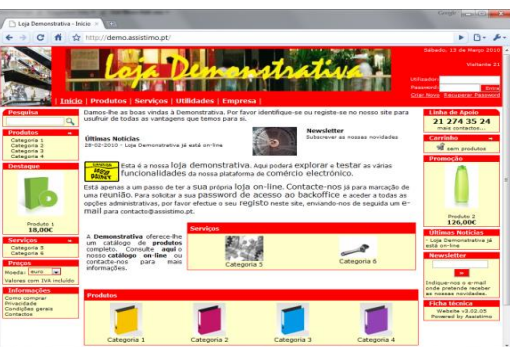 Loja Demonstrativa - Início
Google
http://demo.assistimo.pt/
Loja Demonstrativa
Sábado, 13 de Março 2010
Visitante 21
Utilizador:
Password:
Entre
Criar Novo Recuperar Password
| Início | Produtos | Serviços | Utilidades | Empresa |
Pesquisa
Produtos
Categoria 1
Categoria 2
Categoria 3
Categoria 4
Destaque
Produto 1
18,00€
Serviços
Categoria 5
Categoria 6
Preços
Moeda: euro
Valores com IVA incluido
Informações
Como comprar
Privacidade
Condições gerais
Contactos
Damos-lhe as boas vindas à Demonstrativa. Por favor identifique-se ou registe-se no nosso site para
usufluir de todas as vantagens que temos para si.
Últimas Notícias
28-02-2010 - Loja Demonstrativa já está on-line
Newsletter
Subscrever as nossas novidades
Esta é a nossa loja demonstrativa. Aqui poderá explorar e testar as várias
funcionalidades da nossa plataforma de comércio electrónico.
Está apenas a um passo de ter a SUA própria loja on-line. Contacte-nos já para marcação de
uma reunião. Para solicitar a sua password de acesso ao backoffice e aceder a todas as
opções administrativas, por favor efectue o seu registo neste site, enviando-nos de seguida um e-
mail para contacto@assistimo.pt.
A Demonstrativa oferece-lhe
um catálogo de produtos
completo. Consulte aqui o
nosso catálogo on-line ou
contacte-nos para mais
informações.
Serviços
Categoria 5
Categoria 6
Produtos
Categoria 1
Categoria 2
Categoria 3
Categoria 4
Linha de Apoio
21 274 35 24
mais contactos...
Carrinho
sem produtos
Promoção
Produto 2
126,00€
Últimas Notícias
- Loja Demonstrativa já
está on-line
Newsletter
Indique-nos o e-mail
onde pretende receber
as nossas novidades.
Ficha técnica
Website v3.02.05
Powered by Assistimo